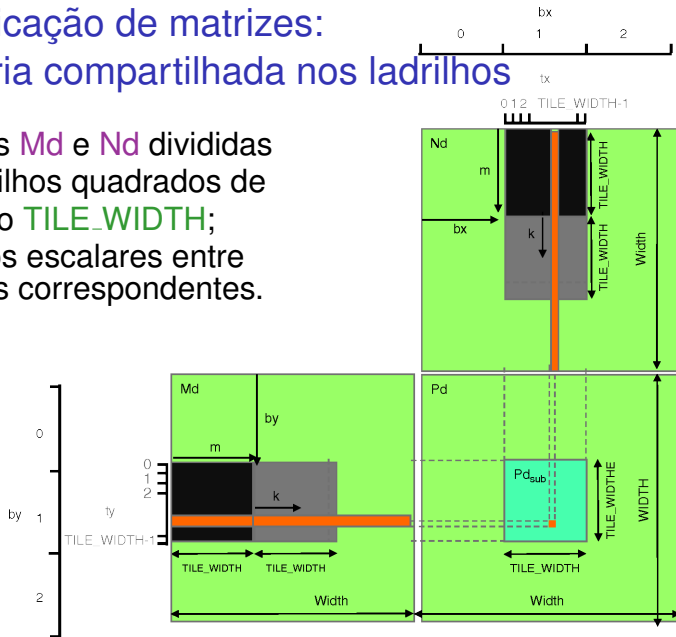 icação de matrizes:
ria compartilhada nos ladrilhos
s Md e Nd divididas
ilhos quadrados de
o TILE_WIDTH;
os escalares entre
s correspondentes.
bx
0 1 2
tx
0 1 2 TILE_WIDTH-1
Nd
m
bx
k
TILE_WIDTH
TILE_WIDTH
Width
Md
by
m
k
TILE_WIDTH
TILE_WIDTH
Width
Pd
Pdsub
TILE_WIDTHE
WIDTH
TILE_WIDTH
Width
by
0
1
2
ty
0
1
2
TILE_WIDTH-1